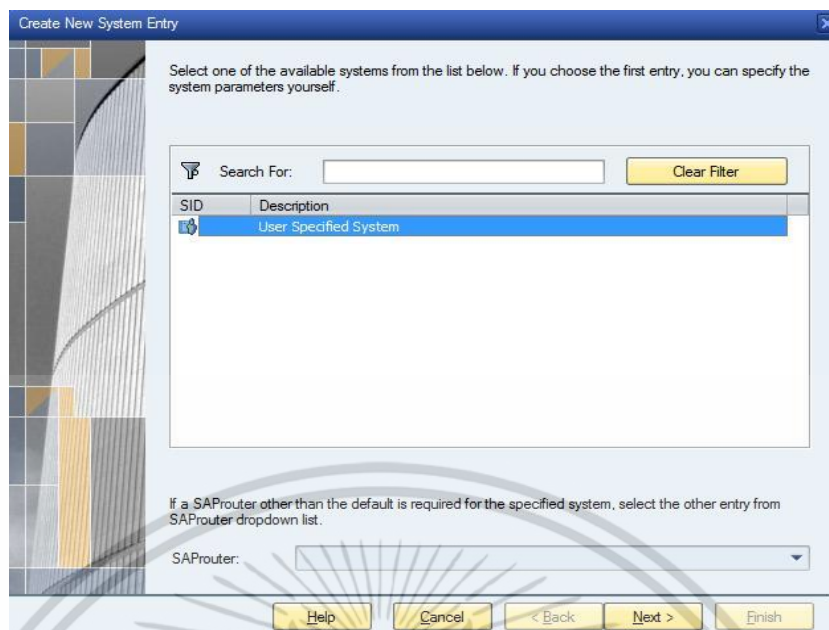 Create New System Entry
Select one of the available systems from the list below. If you choose the first entry, you can specify the
system parameters yourself.
Search For:
Clear Filter
SID Description
User Specified System
If a SAProuter other than the default is required for the specified system, select the other entry from
SAProuter dropdown list.
SAProuter:
Help Cancel < Back Next > Finish